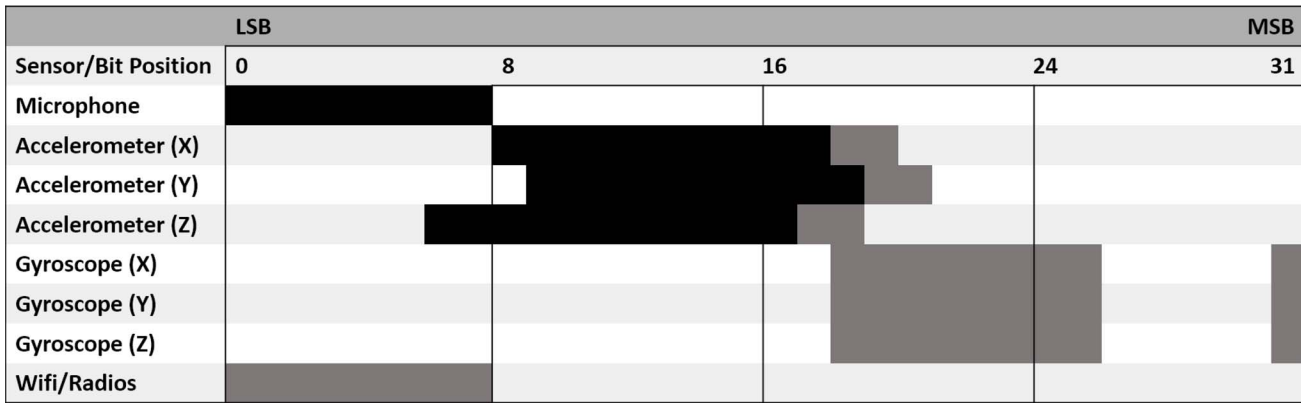 LSB MSB
Sensor/Bit Position 0 8 16 24 31
Microphone
Accelerometer (X)
Accelerometer (Y)
Accelerometer (Z)
Gyroscope (X)
Gyroscope (Y)
Gyroscope (Z)
Wifi/Radios